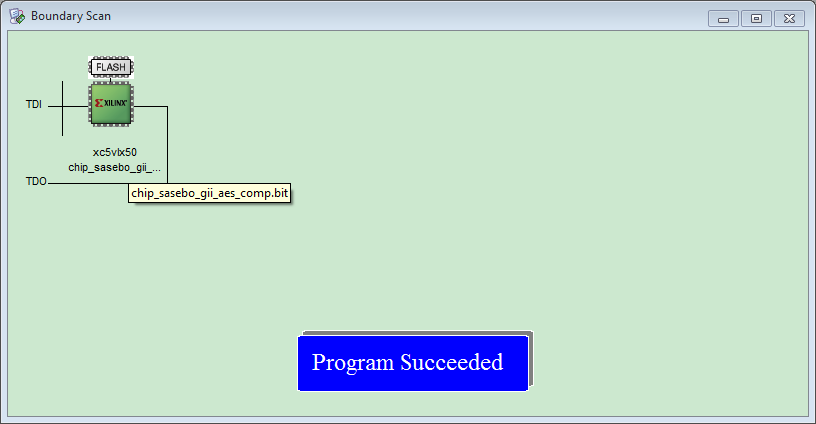 Boundary Scan
FLASH
TDI
XILINX
xc5vlx50
chip_sasebo_gii_...
TDO
chip_sasebo_gii_aes_comp.bit
Program Succeeded